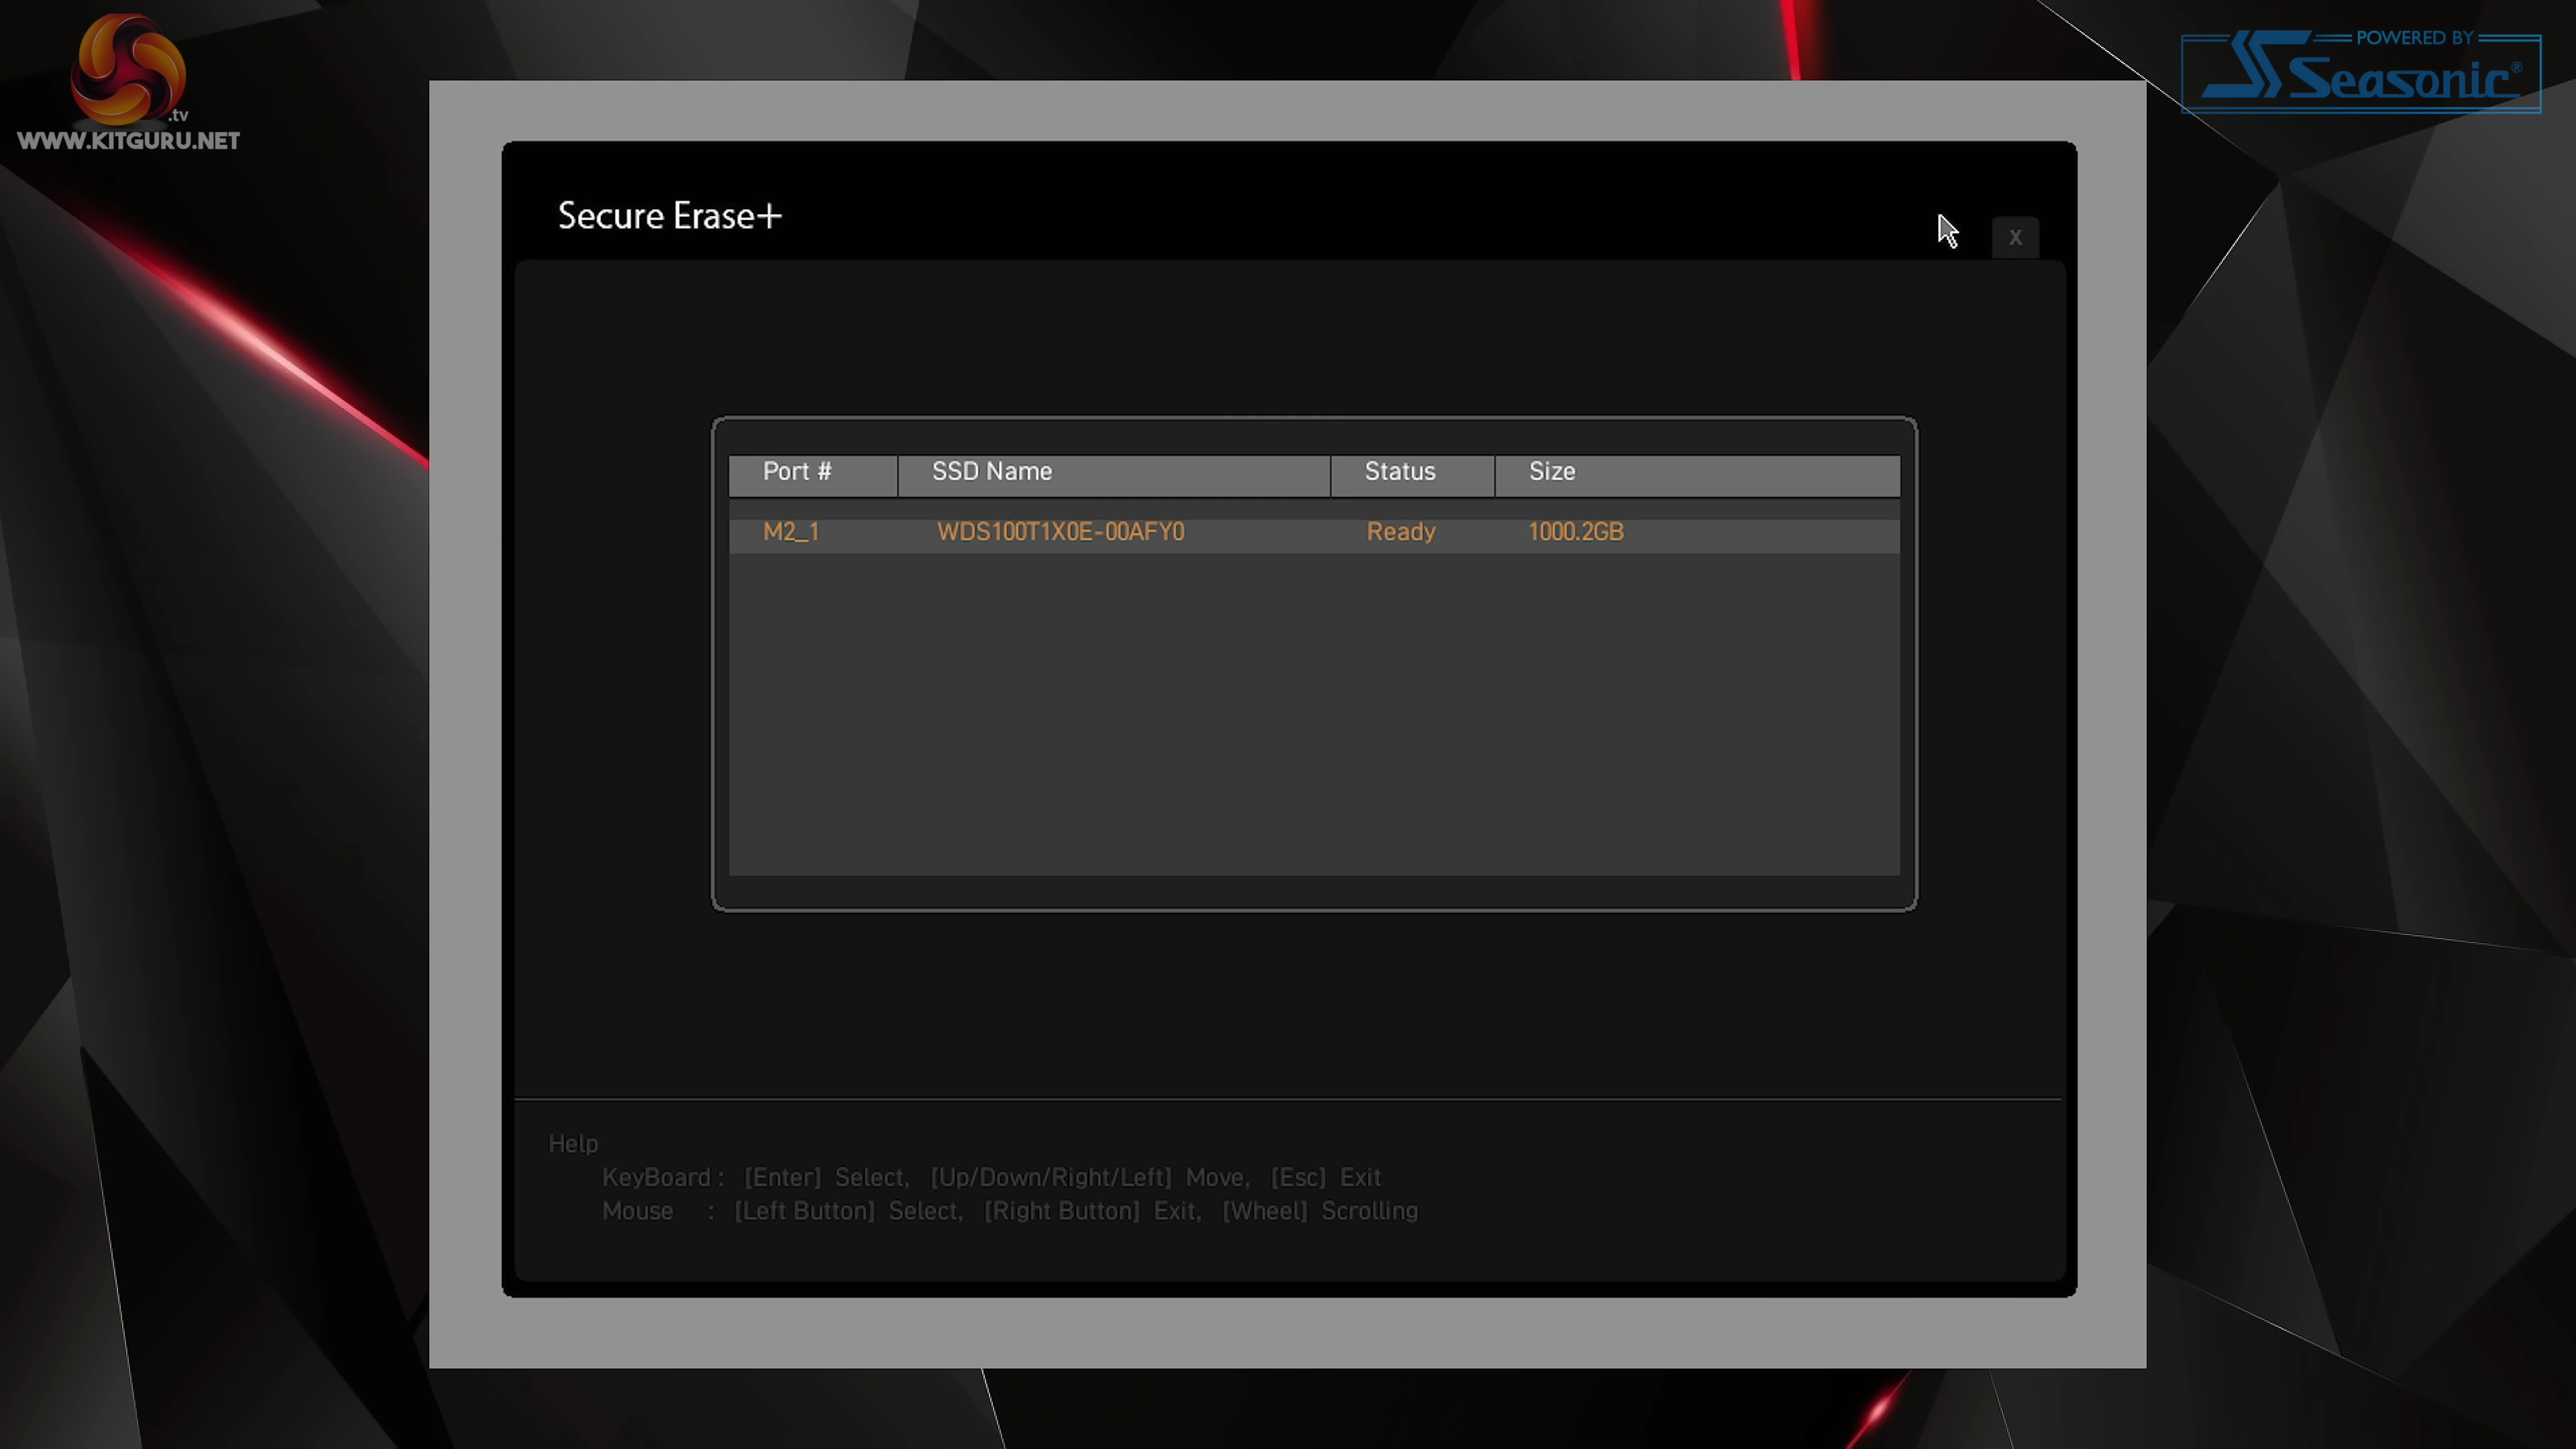 .tv
WWW.KITGURU.NET
POWERED BY
Seasonic®
Secure Erase+
X
Port # SSD Name Status Size
M2_1 WDS100T1X0E-00AFY0 Ready 1000.2GB
Help
KeyBoard : [Enter] Select, [Up/Down/Right/Left] Move, [Esc] Exit
Mouse : [Left Button] Select, [Right Button] Exit, [Wheel] Scrolling